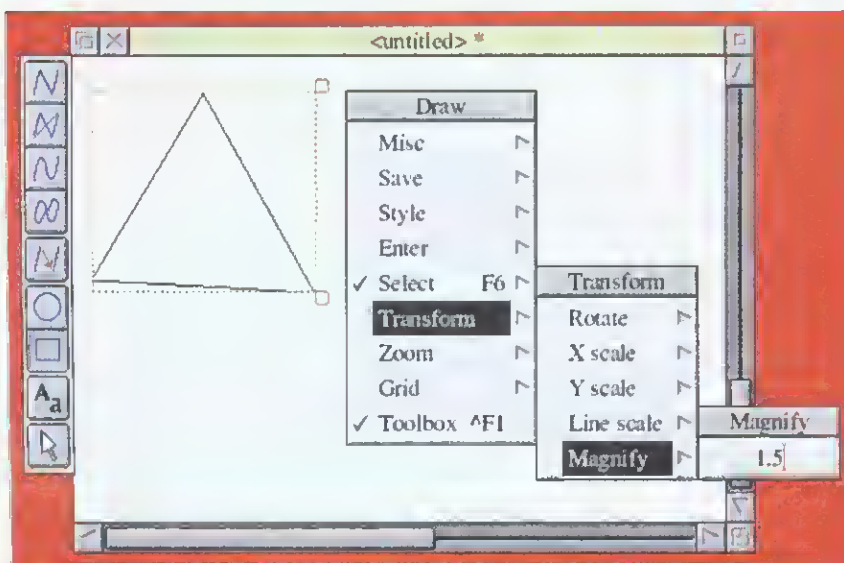 <untitled> *
Draw
Misc
Save
Style
Enter
✓ Select F6
Transform
Zoom
Grid
✓ Toolbox ^F1
Transform
Rotate
X scale
Y scale
Line scale
Magnify
Magnify
1.5
Aa